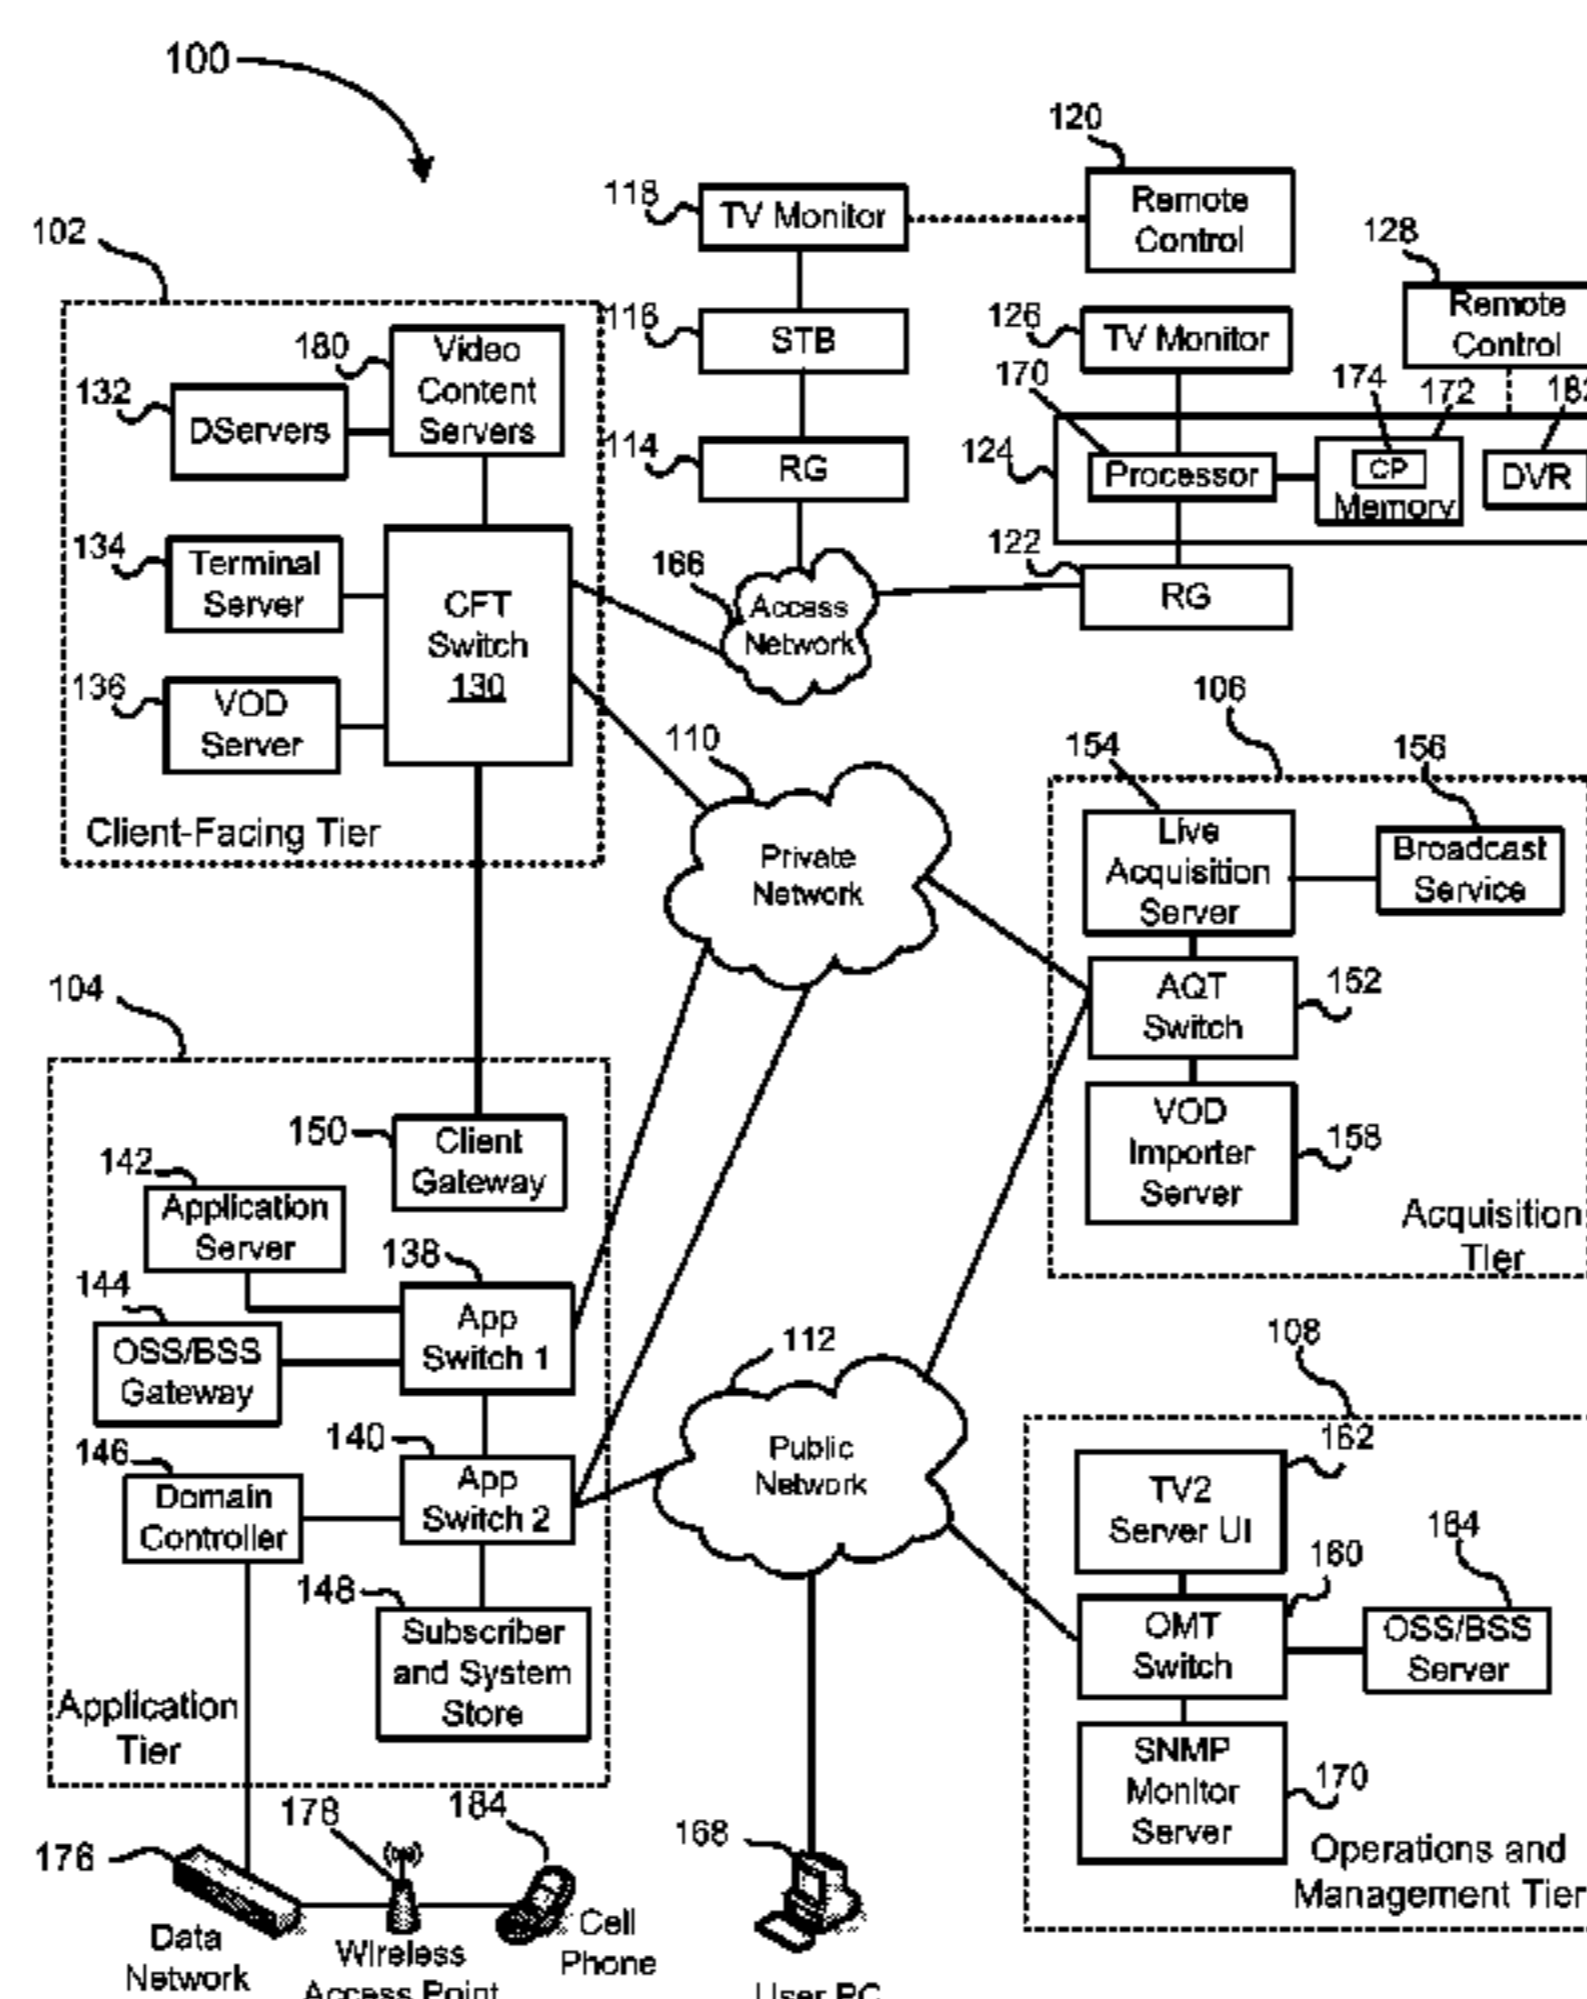 100
120
118
TV Monitor
Remote
Control
128
102
116
STB
126
TV Monitor
Remote
Control
180
Video
Content
Servers
132
DServers
170
174
172
182
114
RG
124
Processor
CP
Memory
DVR
134
Terminal
Server
CFT
Switch
130
166
Access
Network
122
RG
136
VOD
Server
110
106
154
156
Client-Facing Tier
Private
Network
Live
Acquisition
Server
Broadcast
Service
104
AQT
Switch
152
150
Client
Gateway
VOD
Importer
Server
158
142
Application
Server
Acquisition
Tier
138
144
App
Switch 1
OSS/BSS
Gateway
112
108
140
146
App
Switch 2
Domain
Controller
Public
Network
162
TV2
Server UI
164
160
148
Subscriber
and System
Store
OMT
Switch
OSS/BSS
Server
Application
Tier
SNMP
Monitor
Server
170
178
184
168
176
Operations and
Management Tier
Data
Network
Wireless
Access Point
Cell
Phone
User PC